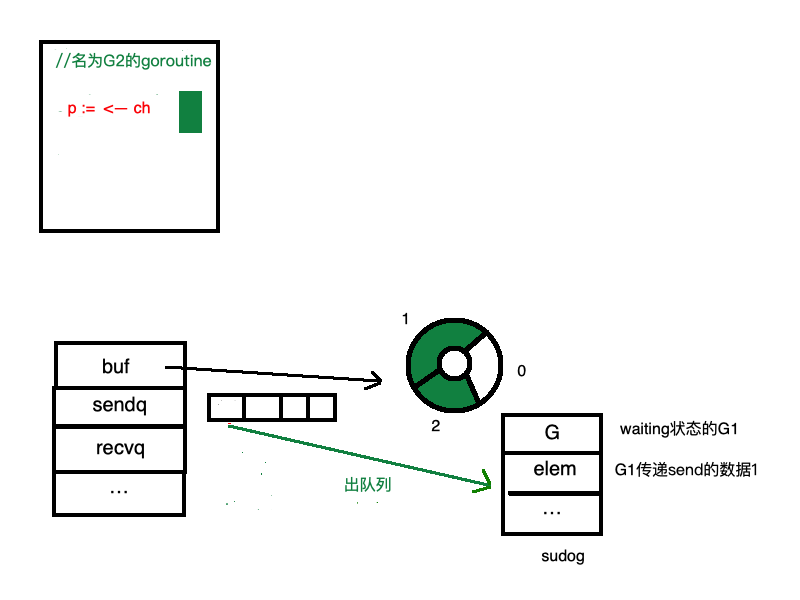 //名为G2的goroutine
p := <— ch
1
buf
0
sendq
2
G
waiting状态的G1
recvq
elem
G1传递send的数据1
出队列
...
...
sudog